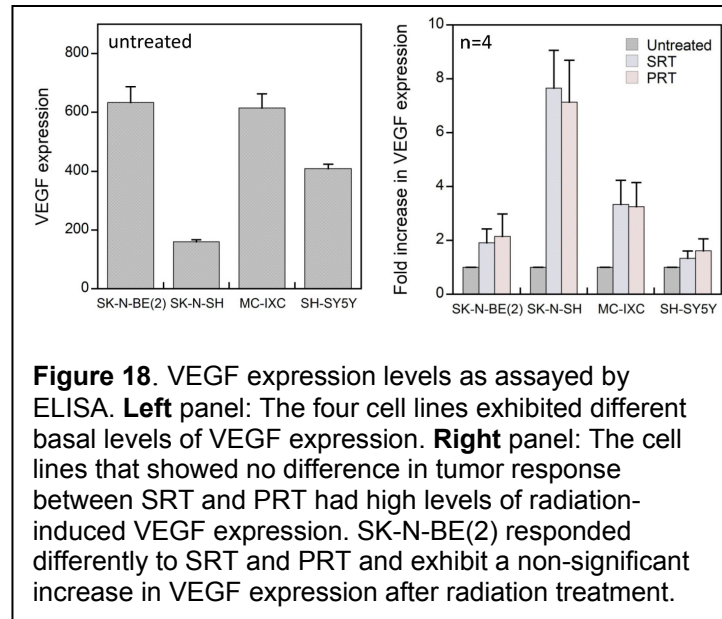 untreated
800
600
400
200
0
VEGF expression
SK-N-BE(2) SK-N-SH MC-IXC SH-SY5Y
n=4
Untreated
SRT
PRT
10
8
6
4
2
0
Fold increase in VEGF expression
SK-N-BE(2) SK-N-SH MC-IXC SH-SY5Y
Figure 18. VEGF expression levels as assayed by
ELISA. Left panel: The four cell lines exhibited different
basal levels of VEGF expression. Right panel: The cell
lines that showed no difference in tumor response
between SRT and PRT had high levels of radiation-
induced VEGF expression. SK-N-BE(2) responded
differently to SRT and PRT and exhibit a non-significant
increase in VEGF expression after radiation treatment.